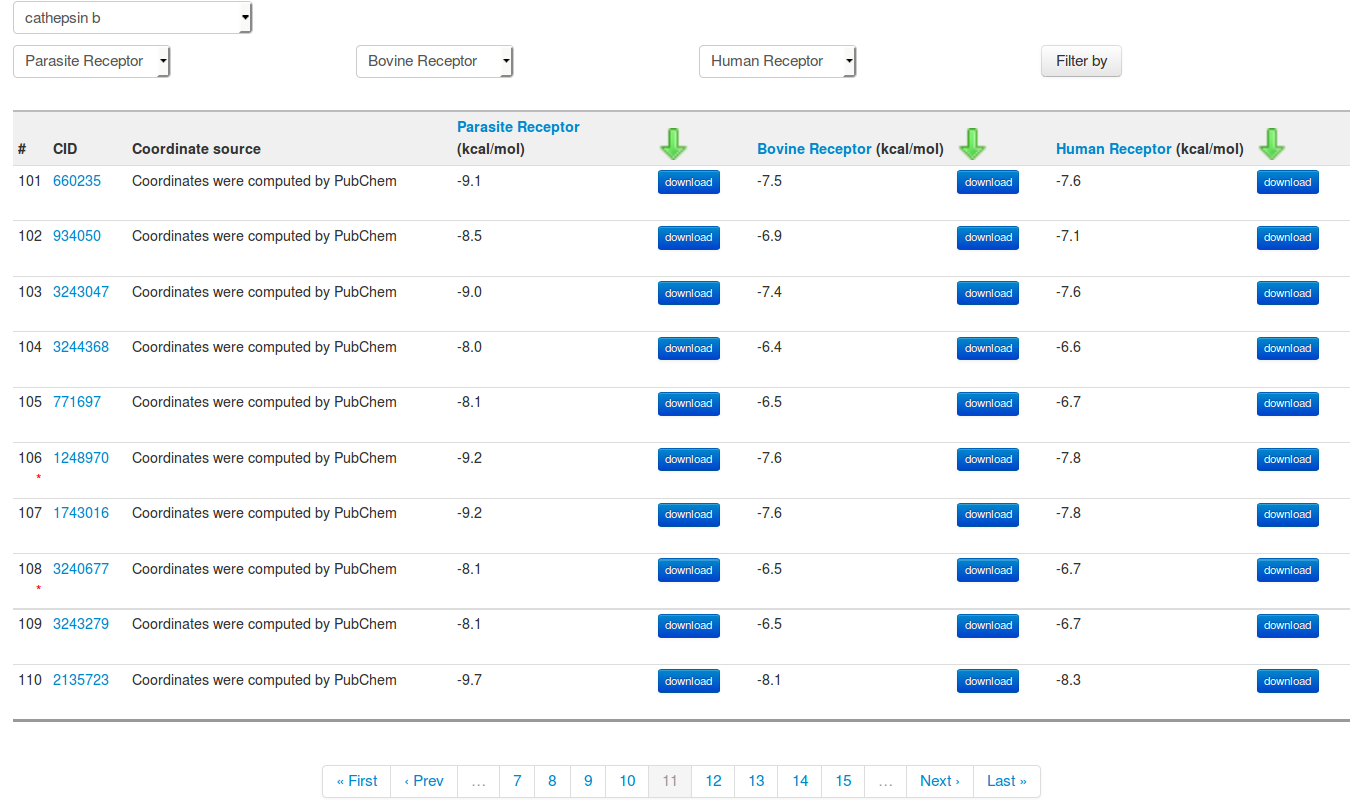 cathepsin b
Parasite Receptor Bovine Receptor Human Receptor Filter by
# CID Coordinate source Parasite Receptor (kcal/mol) Bovine Receptor (kcal/mol) Human Receptor (kcal/mol)
101 660235 Coordinates were computed by PubChem -9.1 download -7.5 download -7.6 download
102 934050 Coordinates were computed by PubChem -8.5 download -6.9 download -7.1 download
103 3243047 Coordinates were computed by PubChem -9.0 download -7.4 download -7.6 download
104 3244368 Coordinates were computed by PubChem -8.0 download -6.4 download -6.6 download
105 771697 Coordinates were computed by PubChem -8.1 download -6.5 download -6.7 download
106 1248970 Coordinates were computed by PubChem -9.2 download -7.6 download -7.8 download
*
107 1743016 Coordinates were computed by PubChem -9.2 download -7.6 download -7.8 download
108 3240677 Coordinates were computed by PubChem -8.1 download -6.5 download -6.7 download
*
109 3243279 Coordinates were computed by PubChem -8.1 download -6.5 download -6.7 download
110 2135723 Coordinates were computed by PubChem -9.7 download -8.1 download -8.3 download
« First ‹ Prev … 7 8 9 10 11 12 13 14 15 … Next › Last »